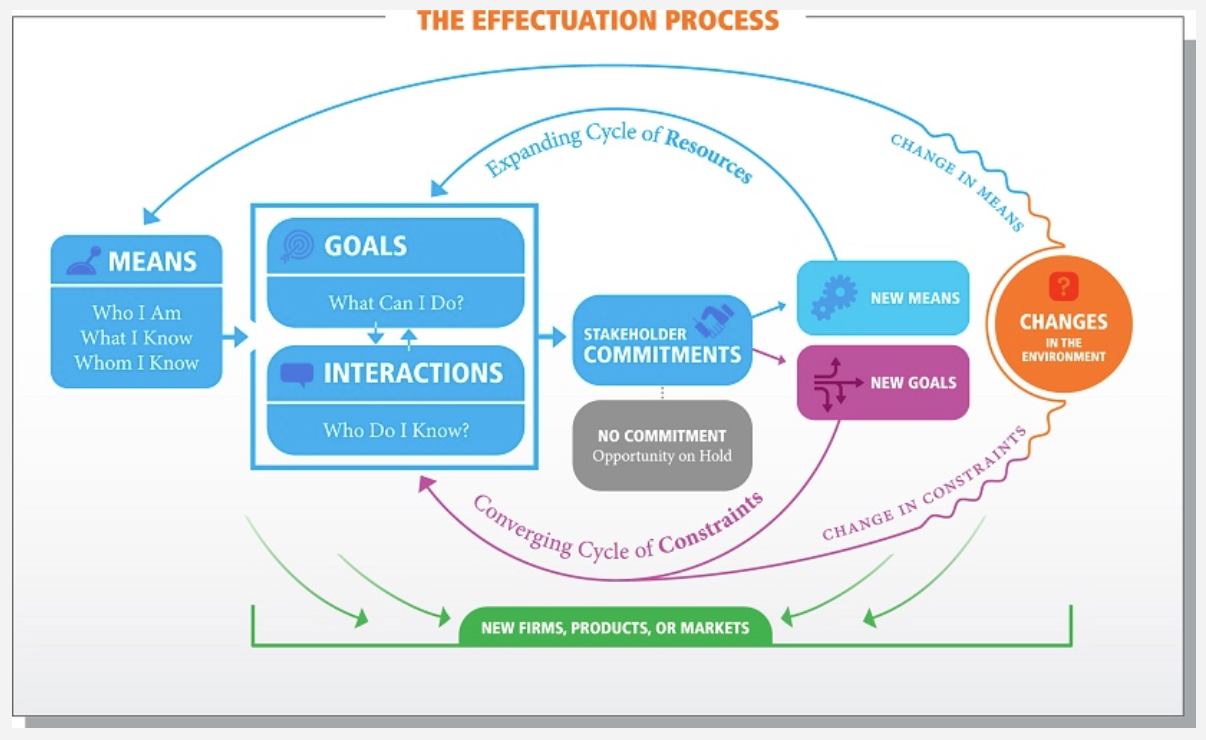 THE EFFECTUATION PROCESS
Expanding Cycle of Resources
CHANGE IN MEANS
MEANS
Who I Am
What I Know
Whom I Know
GOALS
What Can I Do?
INTERACTIONS
Who Do I Know?
STAKEHOLDER
COMMITMENTS
NO COMMITMENT
Opportunity on Hold
NEW MEANS
NEW GOALS
?
CHANGES
IN THE
ENVIRONMENT
Converging Cycle of Constraints
CHANGE IN CONSTRAINTS
NEW FIRMS, PRODUCTS, OR MARKETS